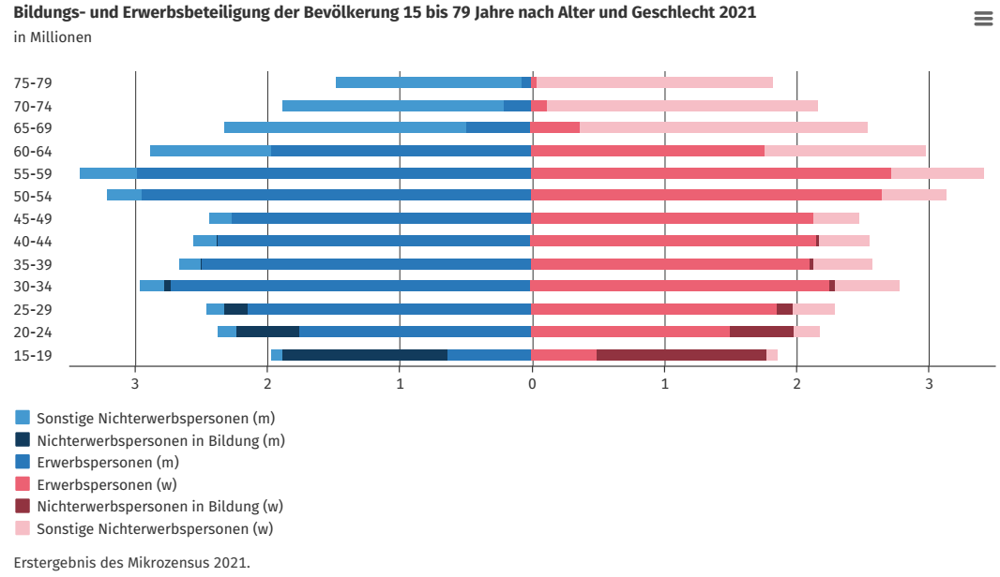 Bildungs- und Erwerbsbeteiligung der Bevölkerung 15 bis 79 Jahre nach Alter und Geschlecht 2021
in Millionen
75-79
70-74
65-69
60-64
55-59
50-54
45-49
40-44
35-39
30-34
25-29
20-24
15-19
3 2 1 0 1 2 3
Sonstige Nichterwerbspersonen (m)
Nichterwerbspersonen in Bildung (m)
Erwerbspersonen (m)
Erwerbspersonen (w)
Nichterwerbspersonen in Bildung (w)
Sonstige Nichterwerbspersonen (w)
Erstergebnis des Mikrozensus 2021.